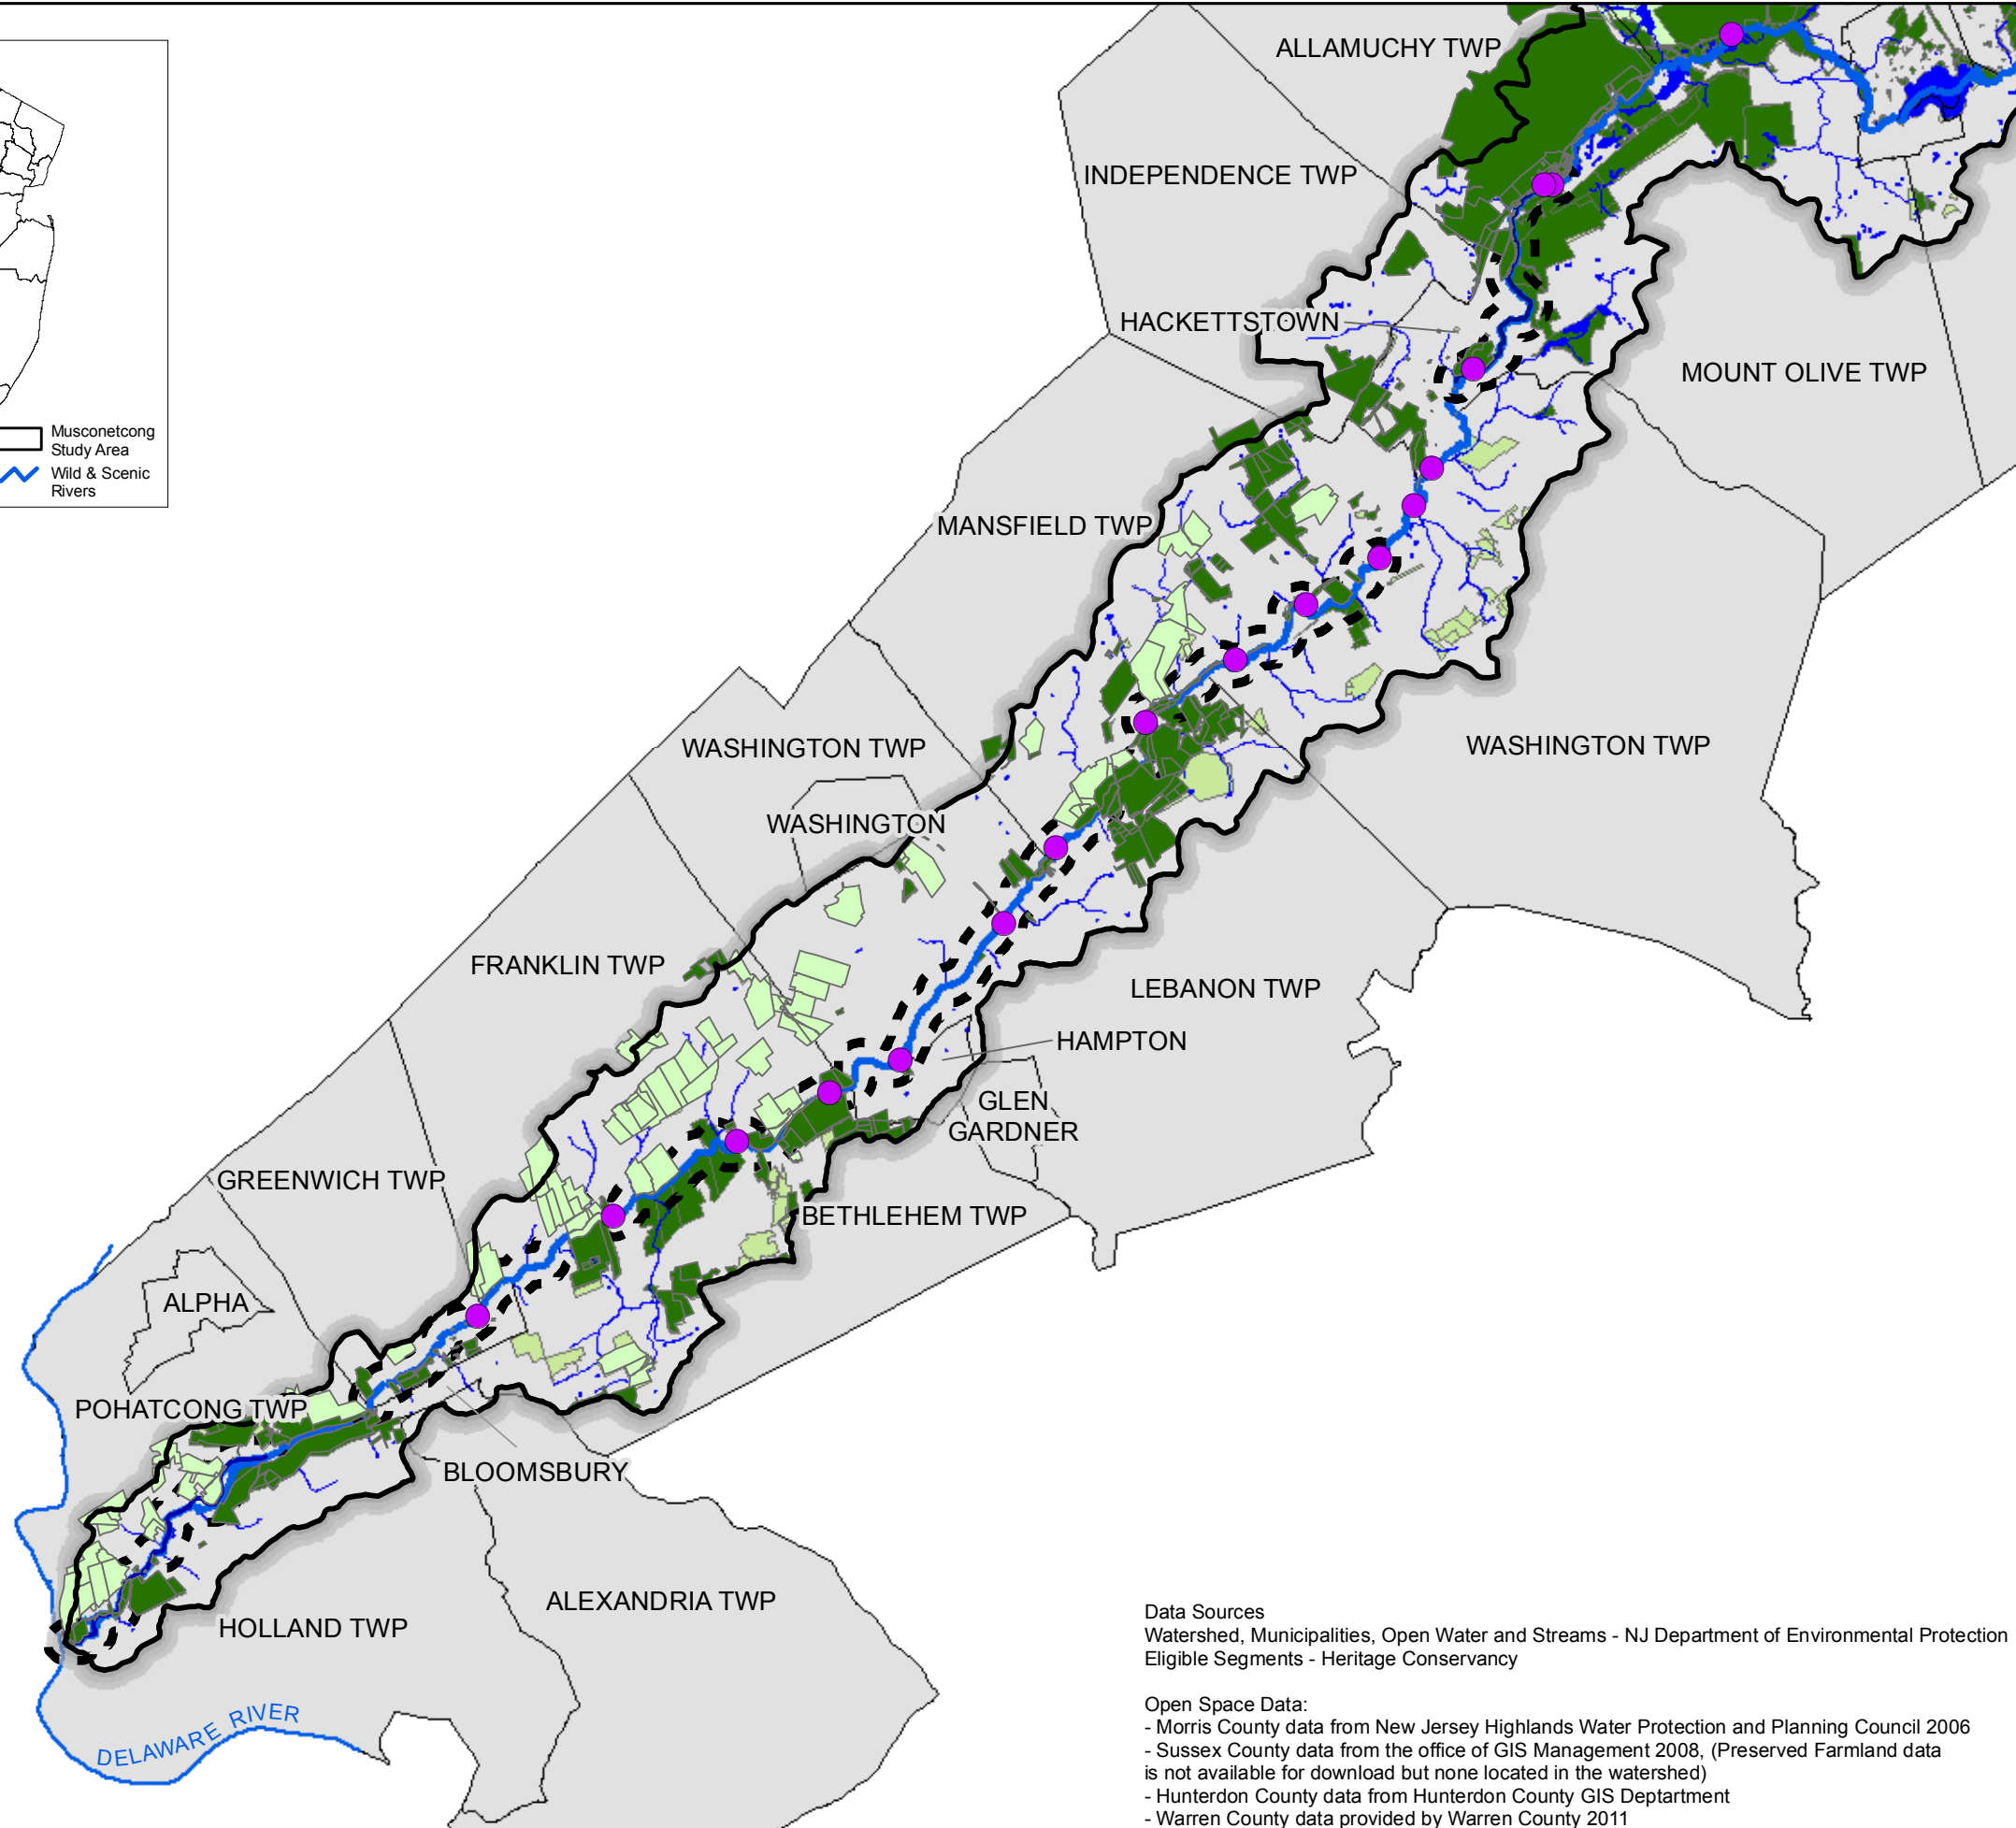 ALLAMUCHY TWP
INDEPENDENCE TWP
HACKETTSTOWN
MOUNT OLIVE TWP
Musconetcong
Study Area
Wild & Scenic
Rivers
MANSFIELD TWP
WASHINGTON TWP
WASHINGTON TWP
WASHINGTON
FRANKLIN TWP
LEBANON TWP
HAMPTON
GLEN
GARDNER
GREENWICH TWP
BETHLEHEM TWP
ALPHA
POHATCONG TWP
BLOOMSBURY
ALEXANDRIA TWP
HOLLAND TWP
DELAWARE RIVER
Data Sources
Watershed, Municipalities, Open Water and Streams - NJ Department of Environmental Protection
Eligible Segments - Heritage Conservancy
Open Space Data:
- Morris County data from New Jersey Highlands Water Protection and Planning Council 2006
- Sussex County data from the office of GIS Management 2008, (Preserved Farmland data
is not available for download but none located in the watershed)
- Hunterdon County data from Hunterdon County GIS Deptartment
- Warren County data provided by Warren County 2011